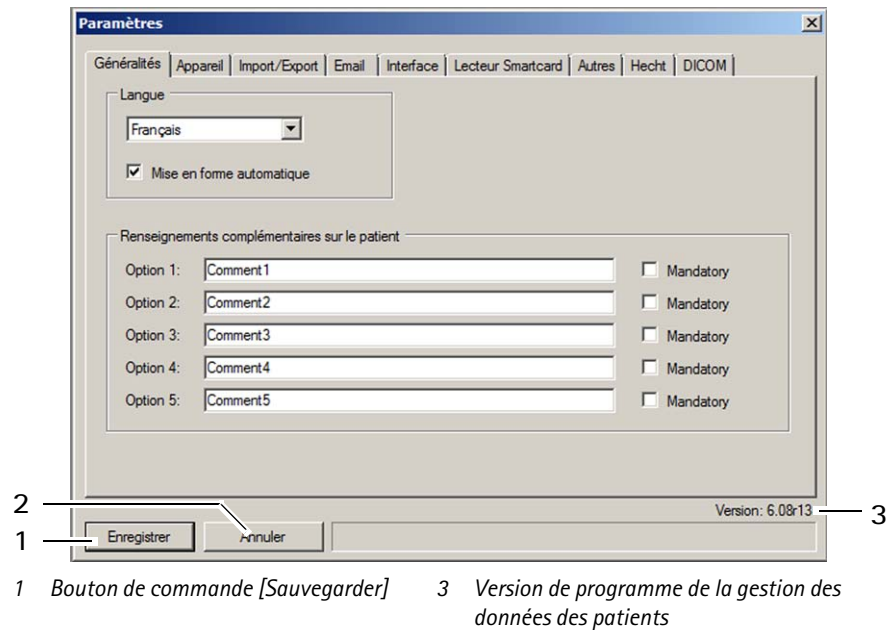 Paramètres
Généralités Appareil Import/Export Email Interface Lecteur Smartcard Autres Hecht DICOM
Langue
Français
Mise en forme automatique
Renseignements complémentaires sur le patient
Option 1: Comment1 Mandatory
Option 2: Comment2 Mandatory
Option 3: Comment3 Mandatory
Option 4: Comment4 Mandatory
Option 5: Comment5 Mandatory
Version: 6.08r13
2
3
1
Enregistrer Annuler
1 Bouton de commande [Sauvegarder]
3 Version de programme de la gestion des
données des patients